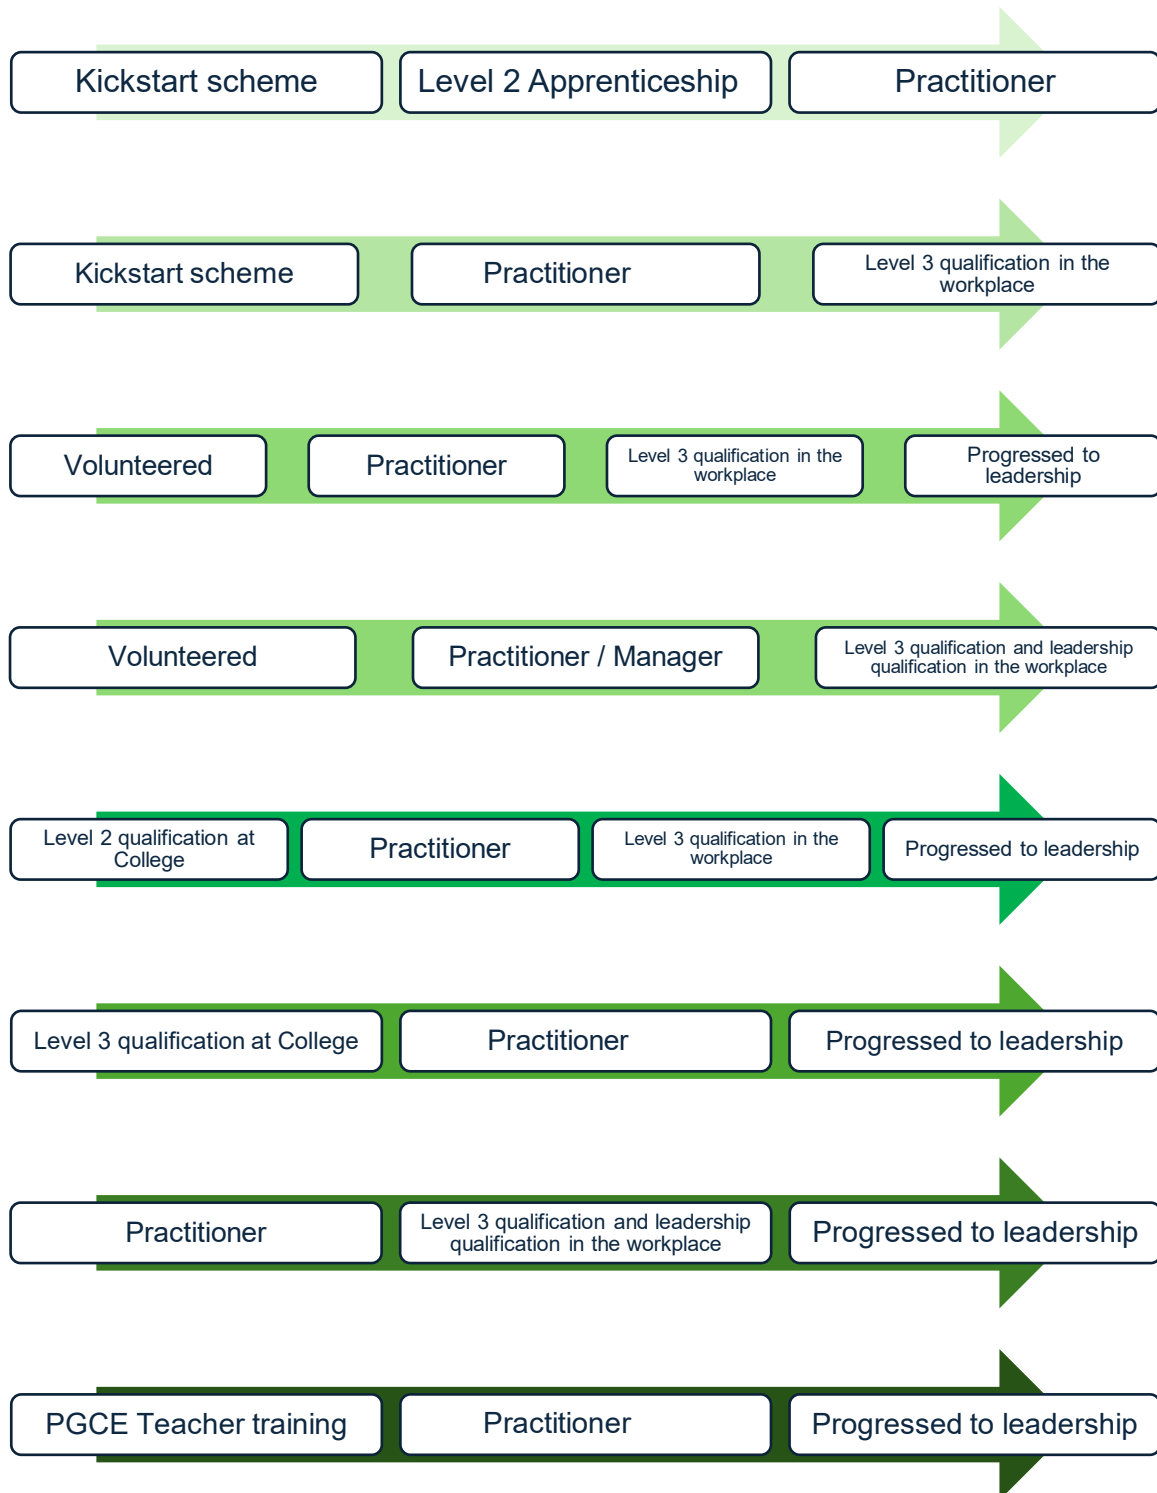 Kickstart scheme
Level 2 Apprenticeship
Practitioner
Kickstart scheme
Practitioner
Level 3 qualification in the
workplace
Volunteered
Practitioner
Level 3 qualification in the
workplace
Progressed to
leadership
Volunteered
Practitioner / Manager
Level 3 qualification and leadership
qualification in the workplace
Level 2 qualification at
College
Practitioner
Level 3 qualification in the
workplace
Progressed to leadership
Level 3 qualification at College
Practitioner
Progressed to leadership
Practitioner
Level 3 qualification and leadership
qualification in the workplace
Progressed to leadership
PGCE Teacher training
Practitioner
Progressed to leadership